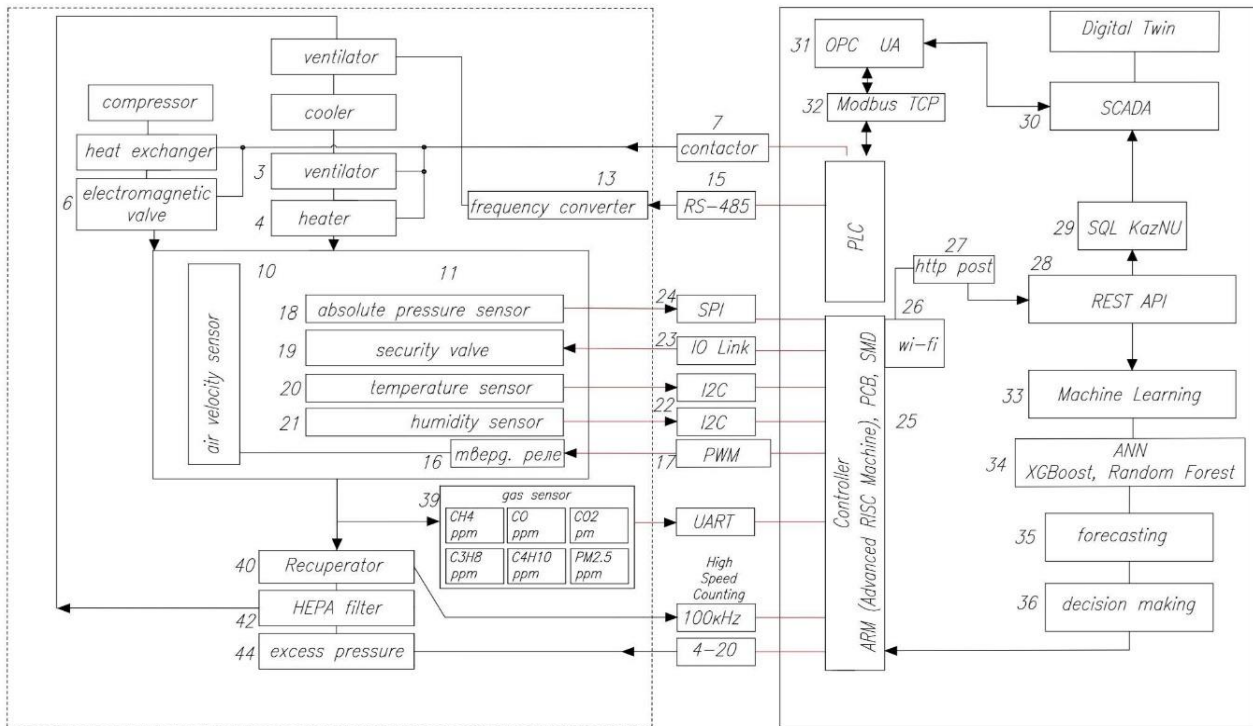 ventilator
compressor
cooler
heat exchanger
3
ventilator
6
electromagnetic
valve
4
heater
7
contactor
13
frequency converter
15
RS-485
10
11
air velocity sensor
18
absolute pressure sensor
19
security valve
20
temperature sensor
21
humidity sensor
16
тверд. реле
24
SPI
23
IO Link
I2C
22
I2C
17
PWM
39
gas sensor
CH4
ppm
CO
ppm
CO2
pm
C3H8
ppm
C4H10
ppm
PM2.5
ppm
UART
40
Recuperator
High
Speed
Counting
100кHz
42
HEPA filter
44
excess pressure
4-20
31
OPC UA
32
Modbus TCP
Digital Twin
30
SCADA
PLC
29
SQL KazNU
27
http post
28
REST API
26
wi-fi
25
Controller
ARM (Advanced RISC Machine), PCB, SMD
33
Machine Learning
34
ANN
XGBoost, Random Forest
35
forecasting
36
decision making